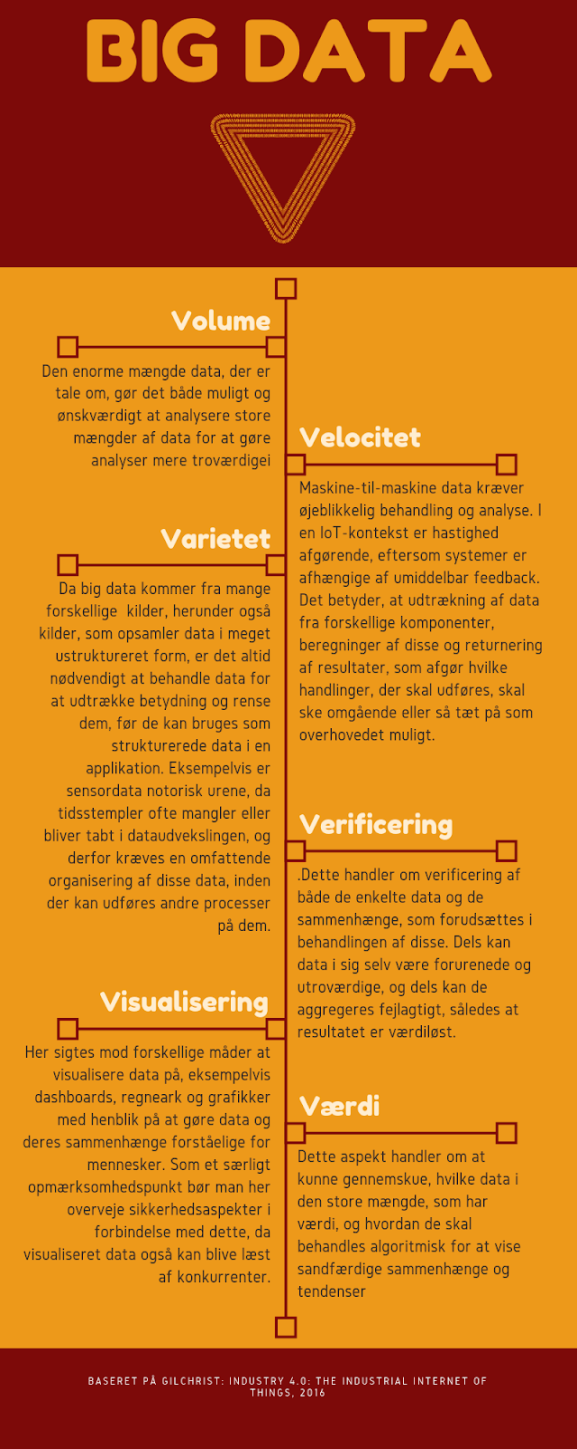 BIG DATA
Volume
Den enorme mængde data, der er
tale om, gør det både muligt og
ønskværdigt at analysere store
mængder af data for at gøre
analyser mere troværdigei
Velocitet
Maskine-til-maskine data kræver
øjeblikkelig behandling og analyse. I
en IoT-kontekst er hastighed
afgørende, eftersom systemer er
afhængige af umiddelbar feedback.
Det betyder, at udtrækning af data
fra forskellige komponenter,
beregninger af disse og returnering
af resultater, som afgør hvilke
handlinger, der skal udføres, skal
ske omgående eller så tæt på som
overhovedet muligt.
Varietet
Da big data kommer fra mange
forskellige  kilder, herunder også
kilder, som opsamler data i meget
ustruktureret form, er det altid
nødvendigt at behandle data for
at udtrække betydning og rense
dem, før de kan bruges som
strukturerede data i en
applikation. Eksempelvis er
sensordata notorisk urene, da
tidsstempler ofte mangler eller
bliver tabt i dataudvekslingen, og
derfor kræves en omfattende
organisering af disse data, inden
der kan udføres andre processer
på dem.
Verificering
.Dette handler om verificering af
både de enkelte data og de
sammenhænge, som forudsættes i
behandlingen af disse. Dels kan
data i sig selv være forurenede og
utroværdige, og dels kan de
aggregeres fejlagtigt, således at
resultatet er værdiløst.
Visualisering
Her sigtes mod forskellige måder at
visualisere data på, eksempelvis
dashboards, regneark og grafikker
med henblik på at gøre data og
deres sammenhænge forståelige for
mennesker. Som et særligt
opmærksomhedspunkt bør man her
overveje sikkerhedsaspekter i
forbindelse med dette, da
visualiseret data også kan blive læst
af konkurrenter.
Værdi
Dette aspekt handler om at
kunne gennemskue, hvilke data i
den store mængde, som har
værdi, og hvordan de skal
behandles algoritmisk for at vise
sandfærdige sammenhænge og
tendenser
BASERET PÅ GILCHRIST: INDUSTRY 4.0: THE INDUSTRIAL INTERNET OF
THINGS, 2016